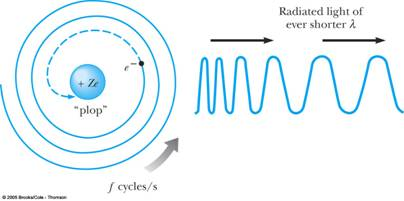 Radiated light of
ever shorter λ
e−
+ Ze
“plop”
f cycles/s
© 2005 Brooks/Cole - Thomson